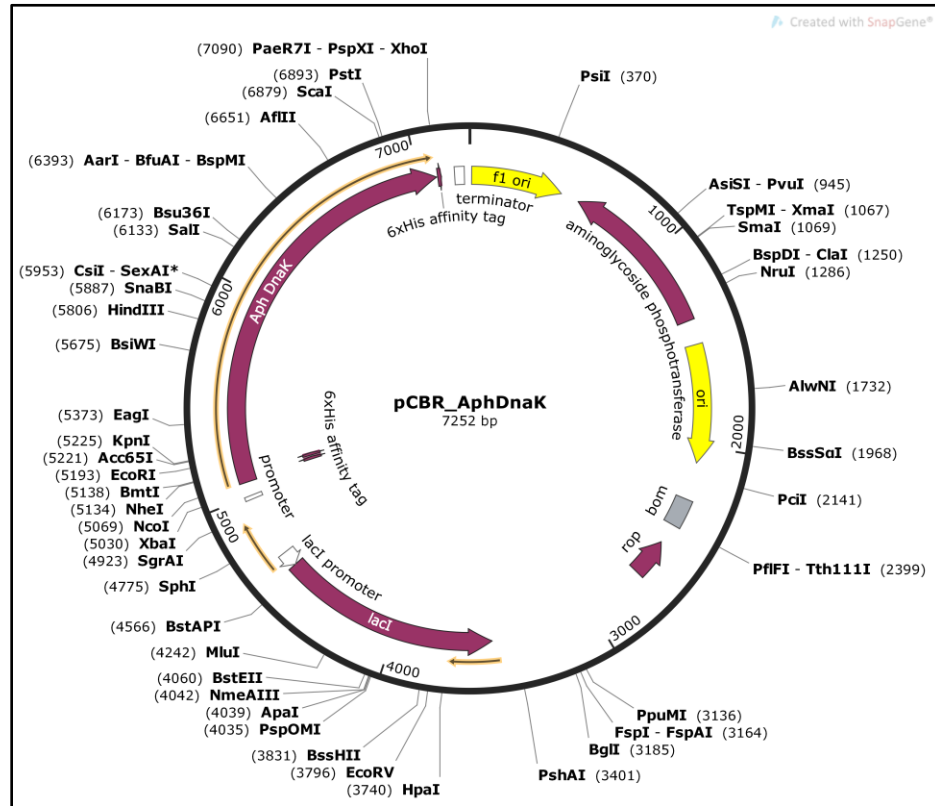 Created with SnapGene®
(7090) PaeR7I - PspXI - XhoI
(6893) PstI
(6879) ScaI
(6651) AflII
(6393) AarI - BfuAI - BspMI
(6173) Bsu36I
(6133) SalI
(5953) CsiI - SexAI*
(5887) SnaBI
(5806) HindIII
(5675) BsiWI
(5373) EagI
(5225) KpnI
(5221) Acc65I
(5193) EcoRI
(5138) BmtI
(5134) NheI
(5069) NcoI
(5030) XbaI
(4923) SgrAI
(4775) SphI
(4566) BstAPI
(4242) MluI
(4060) BstEII
(4042) NmeAIII
(4039) ApaI
(4035) PspOMI
(3831) BssHII
(3796) EcoRV
(3740) HpaI
PsiI (370)
AsiSI - PvuI (945)
TspMI - XmaI (1067)
SmaI (1069)
BspDI - ClaI (1250)
NruI (1286)
AlwNI (1732)
BssSαI (1968)
PciI (2141)
PflFI - Tth111I (2399)
PpuMI (3136)
FspI - FspAI (3164)
BglI (3185)
PshAI (3401)
7000
1000
2000
3000
4000
5000
6000
f1 ori
terminator
6xHis affinity tag
aminoglycoside phosphotransferase
Aph DnaK
ori
pCBR_AphDnaK
7252 bp
6xHis affinity tag
promoter
bom
rop
lacI promoter
lacI